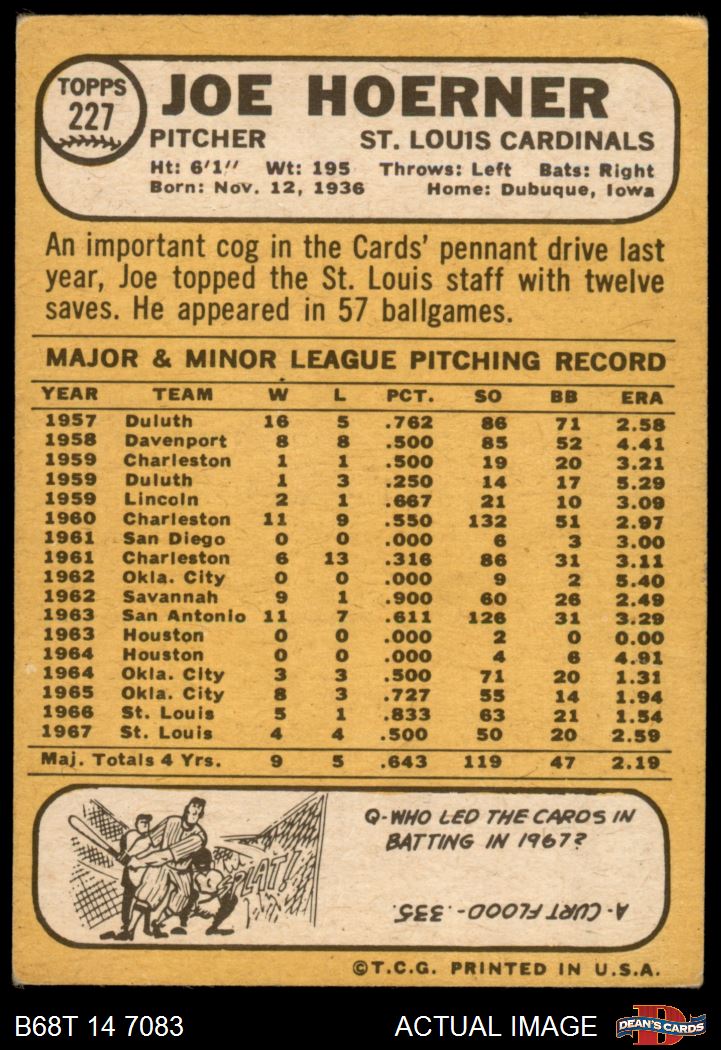 TOPPS
227
JOE HOERNER
PITCHER ST. LOUIS CARDINALS
Ht: 6'1" Wt: 195 Throws: Left Bats: Right
Born: Nov. 12, 1936 Home: Dubuque, Iowa
An important cog in the Cards' pennant drive last
year, Joe topped the St. Louis staff with twelve
saves. He appeared in 57 ballgames.
MAJOR & MINOR LEAGUE PITCHING RECORD
YEAR TEAM W L PCT. SO BB ERA
1957 Duluth 16 5 .762 86 71 2.58
1958 Davenport 8 8 .500 85 52 4.41
1959 Charleston 1 1 .500 19 20 3.21
1959 Duluth 1 3 .250 14 17 5.29
1959 Lincoln 2 1 .667 21 10 3.09
1960 Charleston 11 9 .550 132 51 2.97
1961 San Diego 0 0 .000 6 3 3.00
1961 Charleston 6 13 .316 86 31 3.11
1962 Okla. City 0 0 .000 9 2 5.40
1962 Savannah 9 1 .900 60 26 2.49
1963 San Antonio 11 7 .611 126 31 3.29
1963 Houston 0 0 .000 2 0 0.00
1964 Houston 0 0 .000 4 6 4.91
1964 Okla. City 3 3 .500 71 20 1.31
1965 Okla. City 8 3 .727 55 14 1.94
1966 St. Louis 5 1 .833 63 21 1.54
1967 St. Louis 4 4 .500 50 20 2.59
Maj. Totals 4 Yrs. 9 5 .643 119 47 2.19
SPLAT!
Q-WHO LED THE CARDS IN
BATTING IN 1967?
A-CURT FLOOD-.335.
©T.C.G. PRINTED IN U.S.A.
B68T 14 7083 ACTUAL IMAGE DEAN'S CARDS